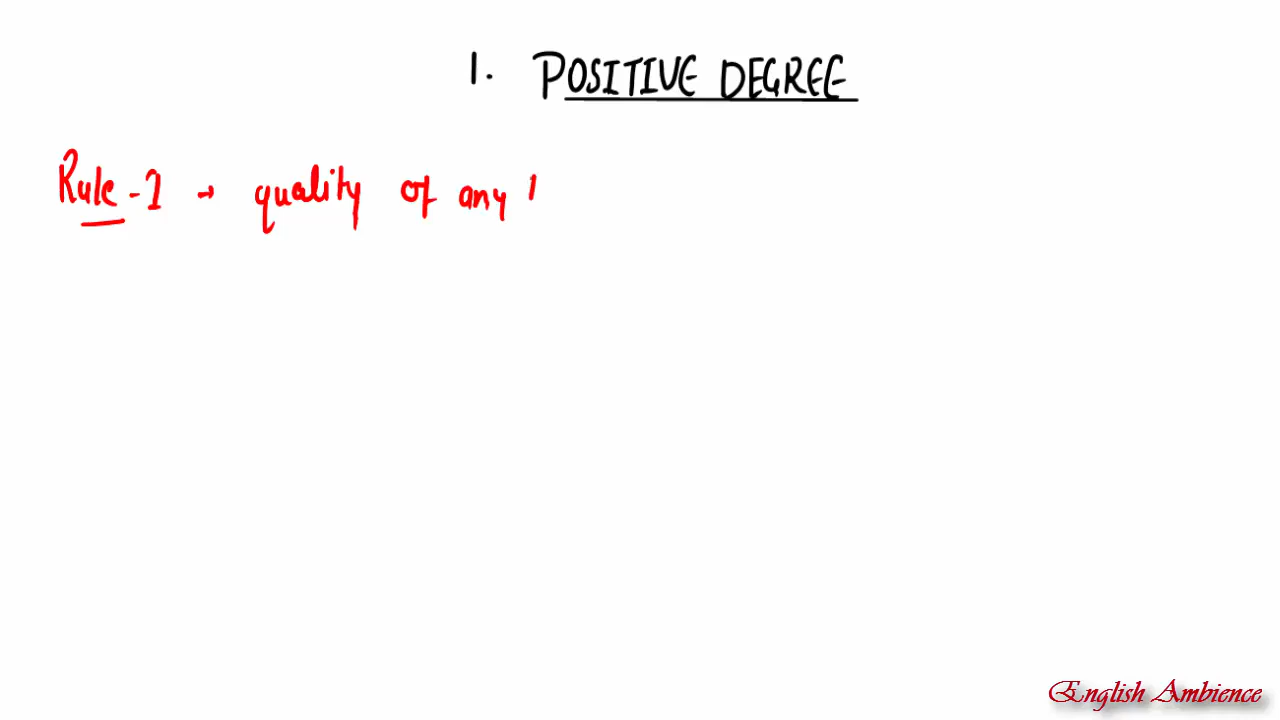 1. POSITIVE DEGREE
Rule-1 → quality of any
English Ambience